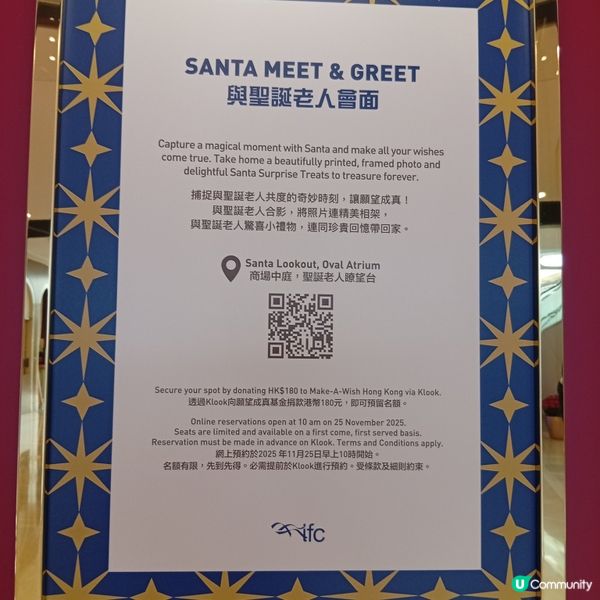 SANTA MEET & GREET
與聖誕老人會面
Capture a magical moment with Santa and make all your wishes
come true. Take home a beautifully printed, framed photo and
delightful Santa Surprise Treats to treasure forever.
捕捉與聖誕老人共度的奇妙時刻，讓願望成真！
與聖誕老人合影，將照片連精美相架，
與聖誕老人驚喜小禮物，連同珍貴回憶帶回家。
Santa Lookout, Oval Atrium
商場中庭，聖誕老人瞭望台
Secure your spot by donating HK$180 to Make-A-Wish Hong Kong via Klook.
透過Klook向願望成真基金捐款港幣180元，即可預留名額。
Online reservations open at 10 am on 25 November 2025.
Seats are limited and available on a first come, first served basis.
Reservation must be made in advance on Klook. Terms and Conditions apply.
網上預約於2025 年11月25日早上10時開始。
名額有限，先到先得。必需提前於Klook進行預約。受條款及細則約束。
ifc
U Community